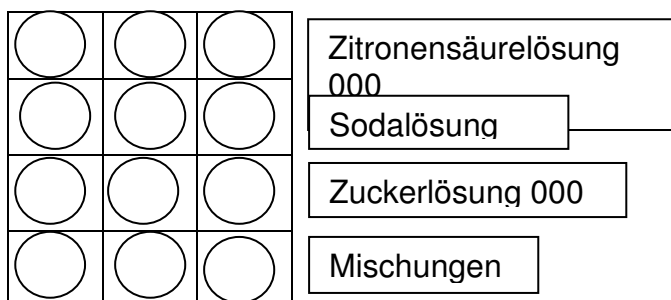 Zitronensäurelösung
000
Sodalösung
Zuckerlösung 000
Mischungen